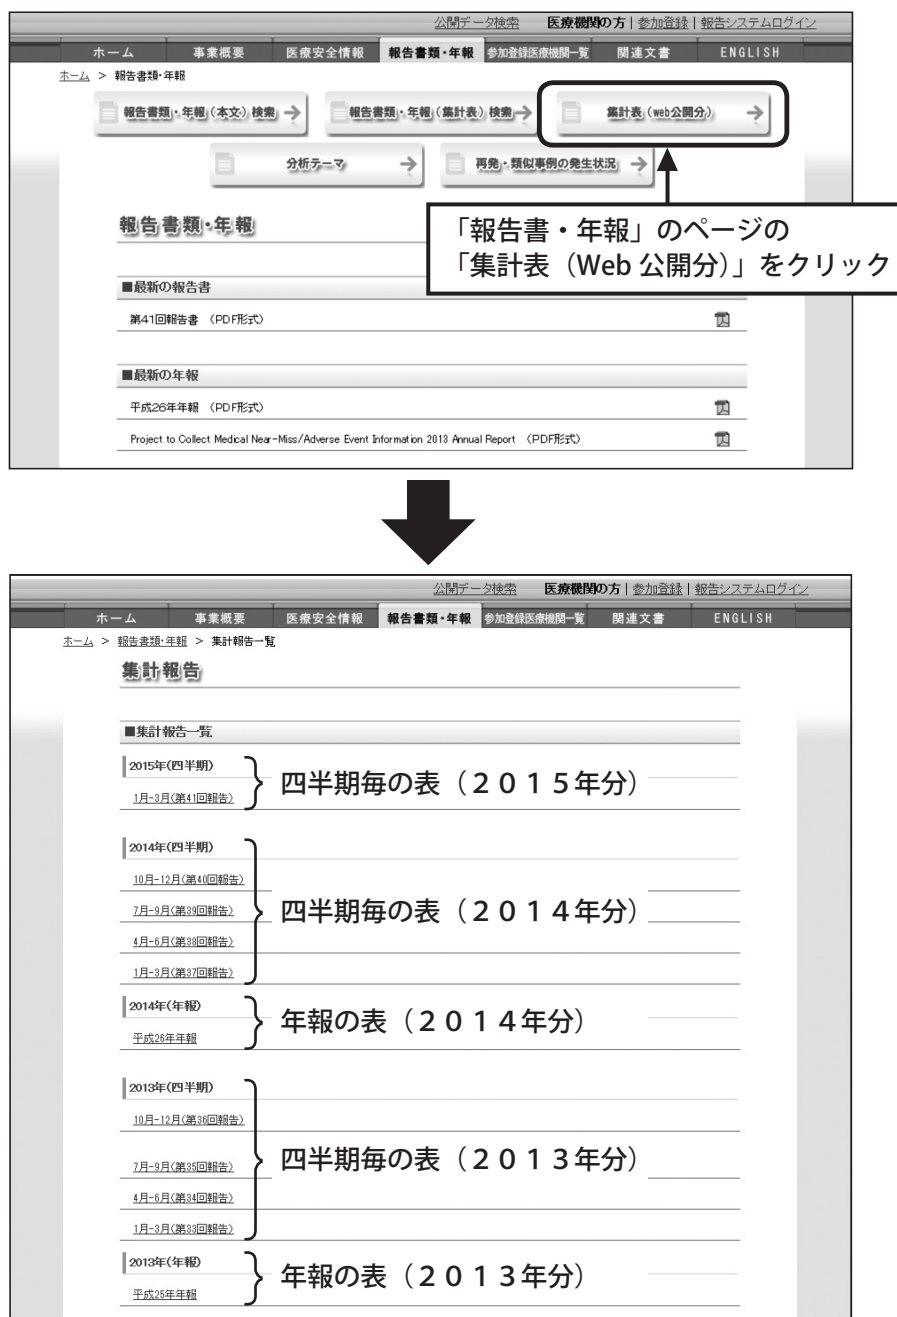 公開データ検索 医療機関の方 | 参加登録 | 報告システムログイン
ホーム 事業概要 医療安全情報 報告書類・年報 参加登録医療機関一覧 関連文書 ENGLISH
ホーム > 報告書類・年報
報告書類・年報(本文)検索 報告書類・年報(集計表)検索 集計表(web公開分)
分析テーマ 再発・類似事例の発生状況
報告書類・年報
「報告書・年報」のページの
「集計表(Web 公開分)」をクリック
■最新の報告書
第41回報告書 (PDF形式)
■最新の年報
平成26年年報 (PDF形式)
Project to Collect Medical Near-Miss/Adverse Event Information 2013 Annual Report (PDF形式)
公開データ検索 医療機関の方 | 参加登録 | 報告システムログイン
ホーム 事業概要 医療安全情報 報告書類・年報 参加登録医療機関一覧 関連文書 ENGLISH
ホーム > 報告書類・年報 > 集計報告一覧
集計報告
■集計報告一覧
2015年(四半期)
四半期毎の表(2015年分)
1月-3月(第41回報告)
2014年(四半期)
10月-12月(第40回報告)
7月-9月(第39回報告) 四半期毎の表(2014年分)
4月-6月(第38回報告)
1月-3月(第37回報告)
2014年(年報)
年報の表(2014年分)
平成26年年報
2013年(四半期)
10月-12月(第36回報告)
7月-9月(第35回報告) 四半期毎の表(2013年分)
4月-6月(第34回報告)
1月-3月(第33回報告)
2013年(年報)
年報の表(2013年分)
平成25年年報